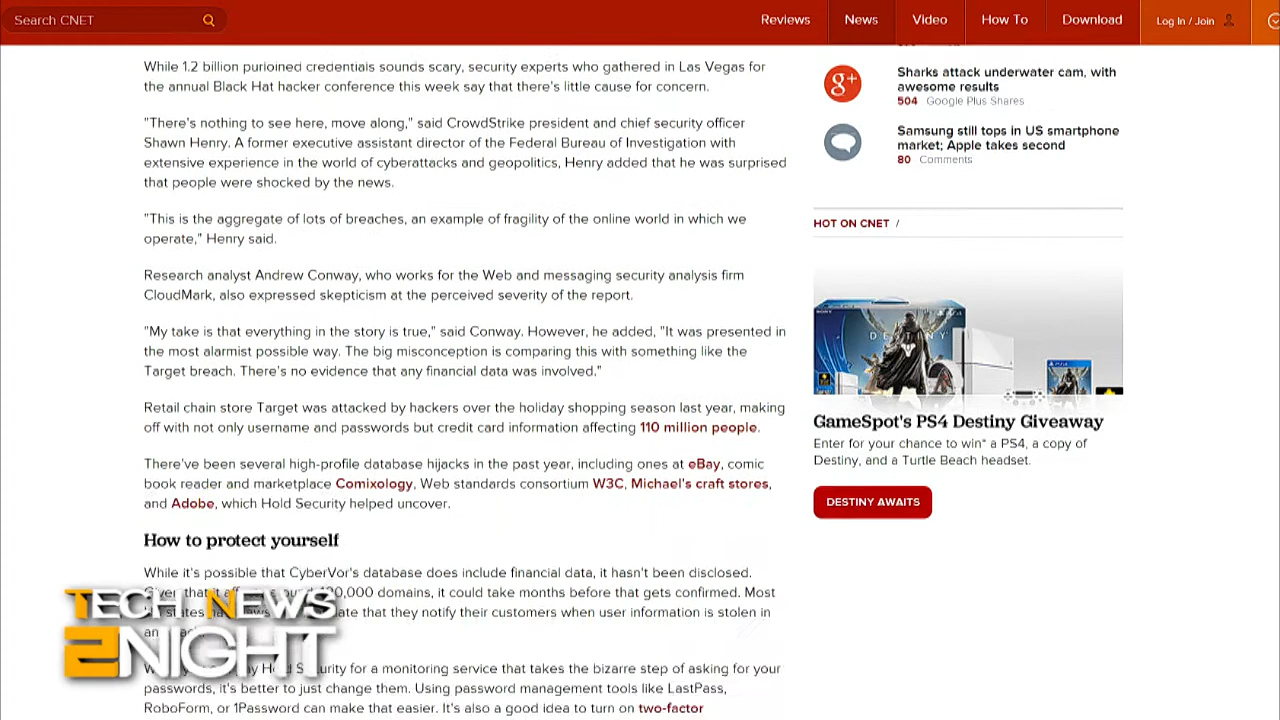 Search CNET
Reviews
News
Video
How To
Download
Log In / Join
While 1.2 billion purloined credentials sounds scary, security experts who gathered in Las Vegas for
the annual Black Hat hacker conference this week say that there's little cause for concern.
"There's nothing to see here, move along," said CrowdStrike president and chief security officer
Shawn Henry. A former executive assistant director of the Federal Bureau of Investigation with
extensive experience in the world of cyberattacks and geopolitics, Henry added that he was surprised
that people were shocked by the news.
"This is the aggregate of lots of breaches, an example of fragility of the online world in which we
operate," Henry said.
Research analyst Andrew Conway, who works for the Web and messaging security analysis firm
CloudMark, also expressed skepticism at the perceived severity of the report.
"My take is that everything in the story is true," said Conway. However, he added, "It was presented in
the most alarmist possible way. The big misconception is comparing this with something like the
Target breach. There's no evidence that any financial data was involved."
Retail chain store Target was attacked by hackers over the holiday shopping season last year, making
off with not only username and passwords but credit card information affecting 110 million people.
There've been several high-profile database hijacks in the past year, including ones at eBay, comic
book reader and marketplace Comixology, Web standards consortium W3C, Michael's craft stores,
and Adobe, which Hold Security helped uncover.
How to protect yourself
While it's possible that CyberVor's database does include financial data, it hasn't been disclosed.
Given that it 000 domains, it could take months before that gets confirmed. Most
states that they notify their customers when user information is stolen in
for a monitoring service that takes the bizarre step of asking for your
passwords, it's better to just change them. Using password management tools like LastPass,
RoboForm, or 1Password can make that easier. It's also a good idea to turn on two-factor
TECH NEWS
2NIGHT
g+
Sharks attack underwater cam, with
awesome results
504 Google Plus Shares
Samsung still tops in US smartphone
market; Apple takes second
80 Comments
HOT ON CNET /
DESTINY
GameSpot's PS4 Destiny Giveaway
Enter for your chance to win* a PS4, a copy of
Destiny, and a Turtle Beach headset.
DESTINY AWAITS